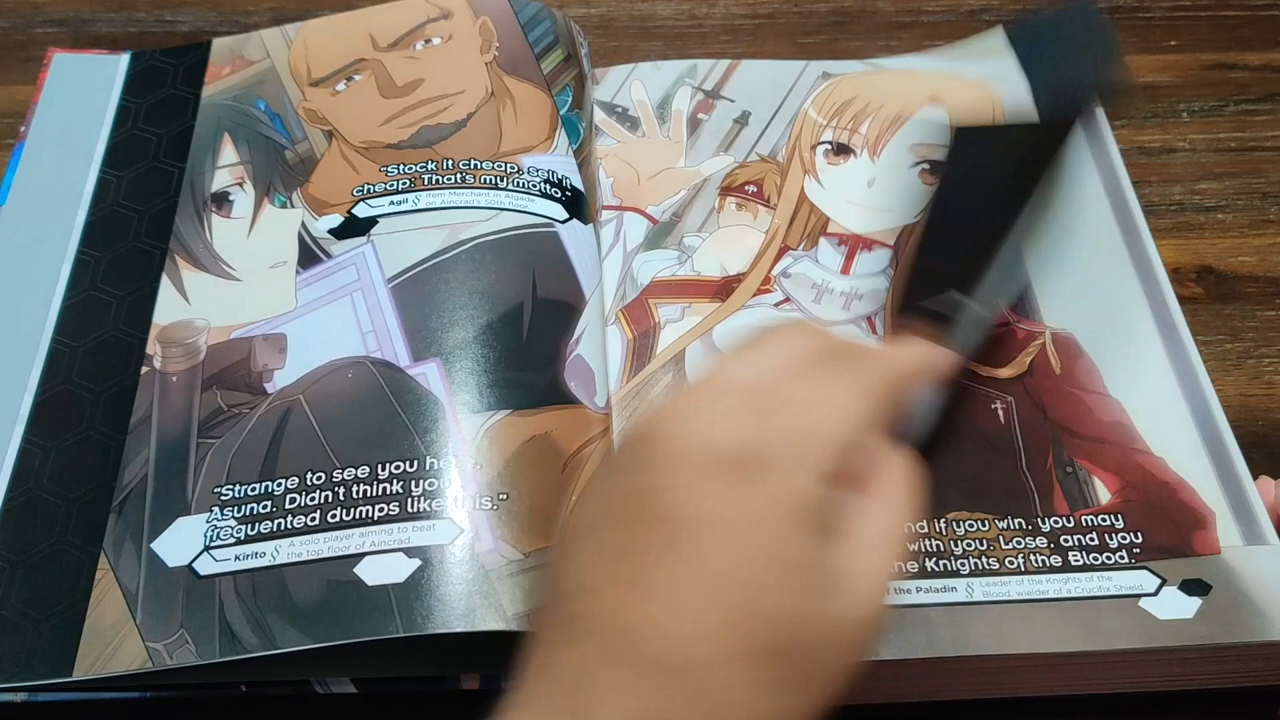 "Stock it cheap, sell it
cheap: That's my motto."
Agil § Item Merchant in Algade,
on Aincrad's 50th floor.
"Strange to see you
Asuna. Didn't think you
frequented dumps like this."
Kirito § A solo player aiming to beat
the top floor of Aincrad.
if you win, you may
with you. Lose, and you
Knights of the Blood."
the Paladin § Leader of the Knights of the
Blood, wielder of a Crucifix Shield.